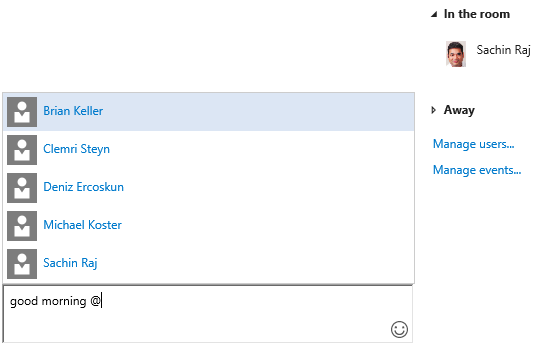 In the room
Sachin Raj
Away
Manage users...
Manage events...
Brian Keller
Clemri Steyn
Deniz Ercoskun
Michael Koster
Sachin Raj
good morning @